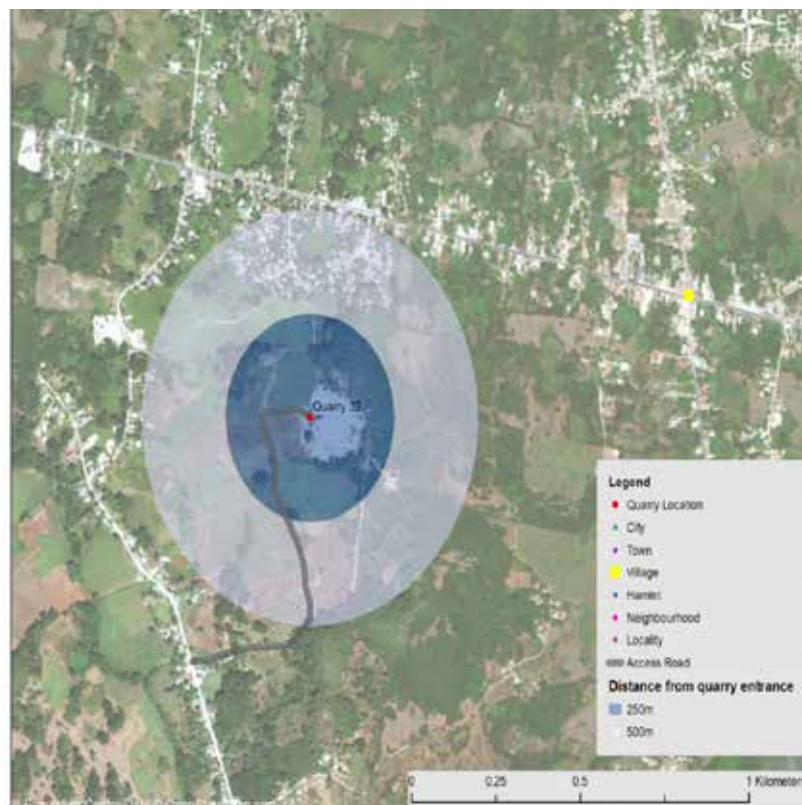 E
S
Legend
Quarry Location
City
Town
Village
Hamlet
Neighbourhood
Locality
Access Road
Distance from quarry entrance
250m
500m
0 0.25 0.5 1 Kilometer
Quarry